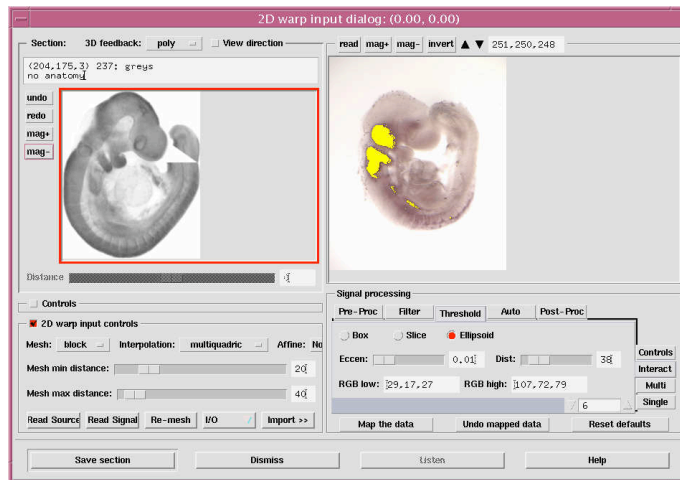 2D warp input dialog: (0.00, 0.00)
Section: 3D feedback: poly View direction
(204,175,3) 237: greys
no anatomy
undo
redo
mag+
mag-
Distance
read mag+ mag- invert 251,250,248
Controls
2D warp input controls
Mesh: block Interpolation: multiquadric Affine: No
Mesh min distance: 20
Mesh max distance: 40
Read Source Read Signal Re-mesh I/O Import >>
Signal processing
Pre-Proc Filter Threshold Auto Post-Proc
Box Slice Ellipsoid
Eccen: 0.01 Dist: 38
RGB low: 29,17,27 RGB high: 107,72,79
6
Controls
Interact
Multi
Single
Map the data Undo mapped data Reset defaults
Save section Dismiss Listen Help